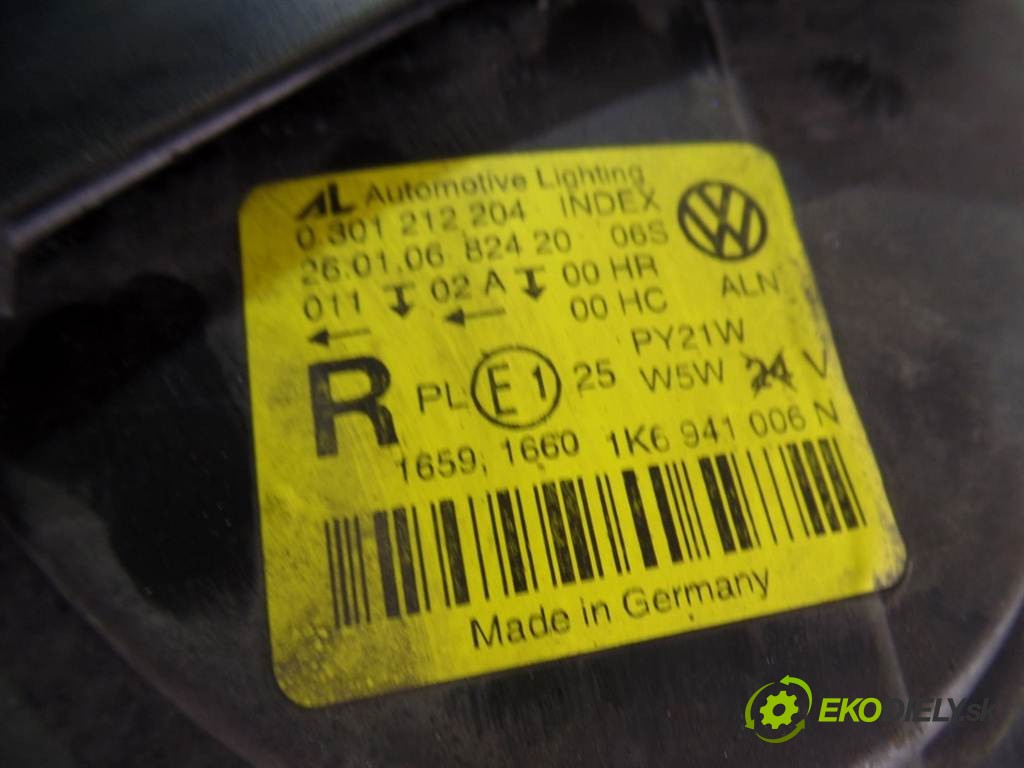 AL Automotive Lighting
0 301 212 204 INDEX
26.01.06 824 20 06S
011 02 A 00 HR
00 HC
ALN
PY21W
R PL E1 25 W5W 24 V
1659, 1660 1K6 941 006 N
Made in Germany
EKODIELY.sk